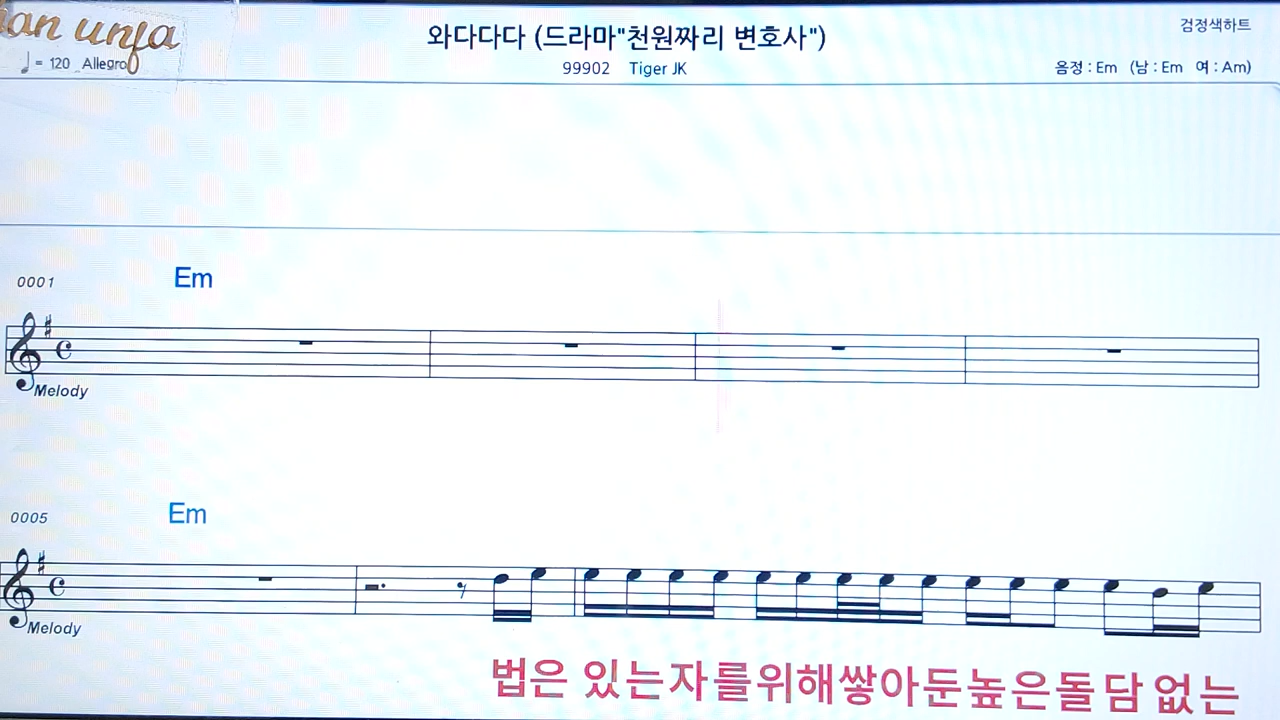 an unfa
와다다다 (드라마"천원짜리 변호사")
검정색하트
♩ = 120 Allegro
99902 Tiger JK
음정 : Em (남 : Em 여 : Am)
0001 Em
Melody
0005 Em
Melody
법은 있는자를위해쌓아둔높은돌담없는